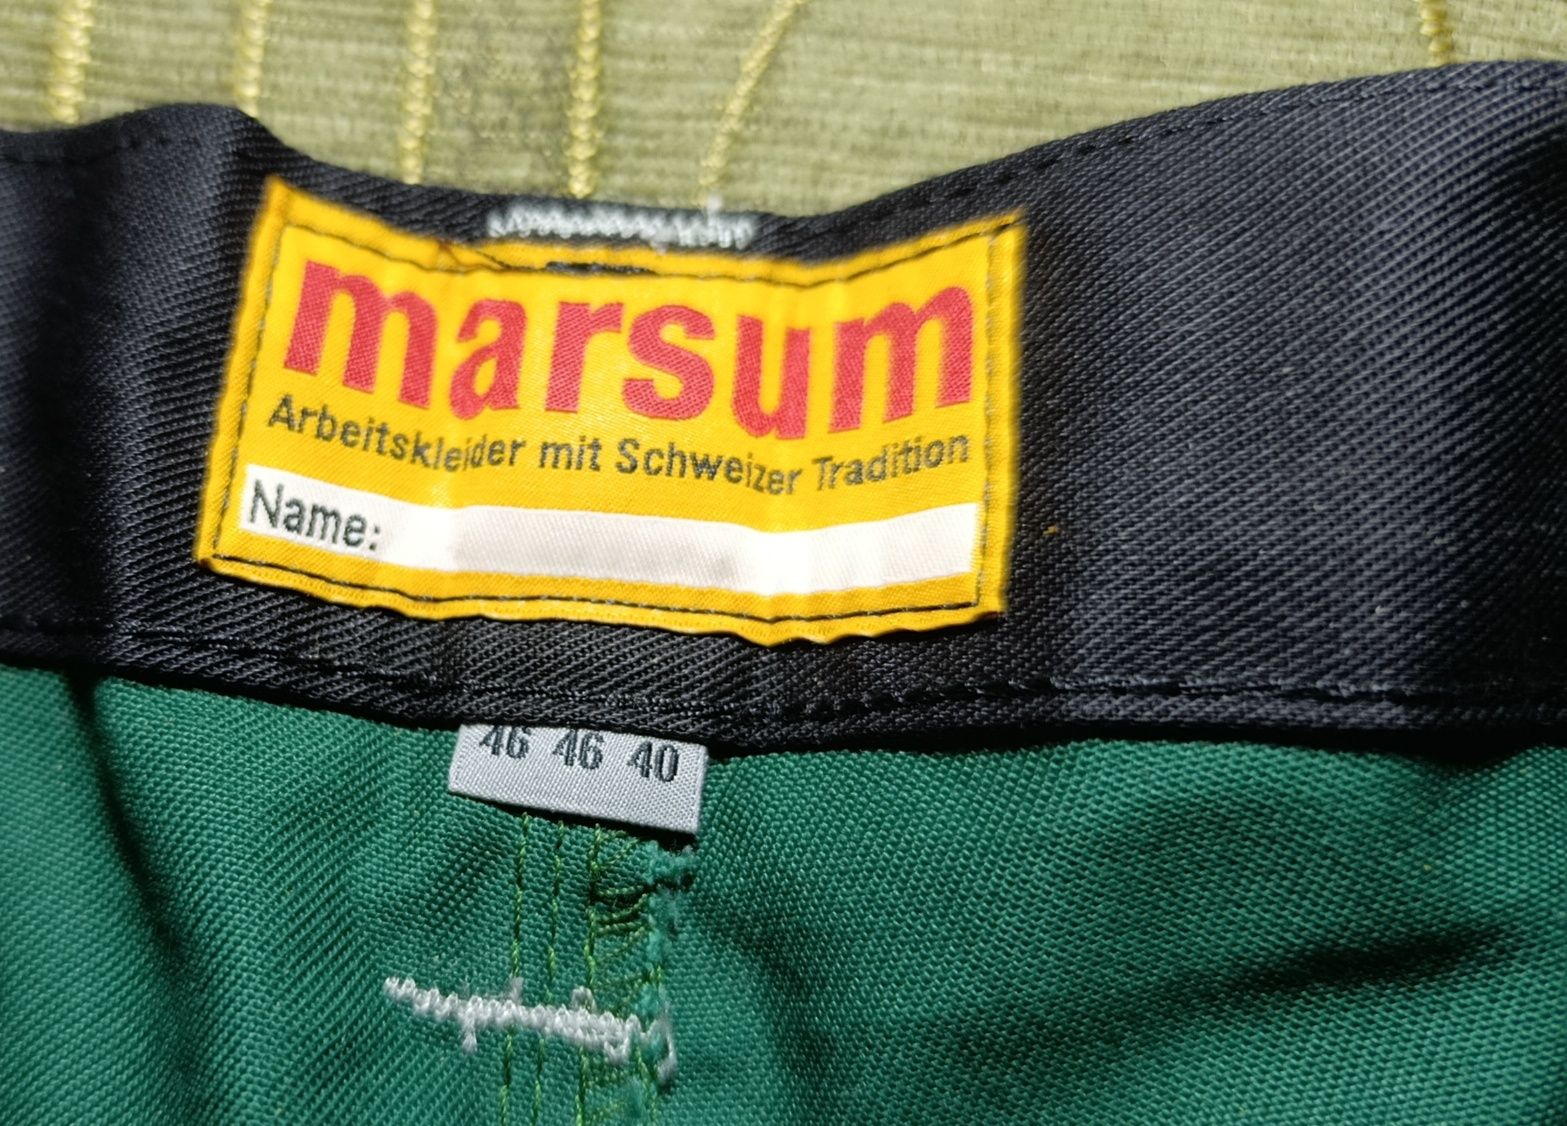 marsum
Arbeitskleider mit Schweizer Tradition
Name:
46 46 40